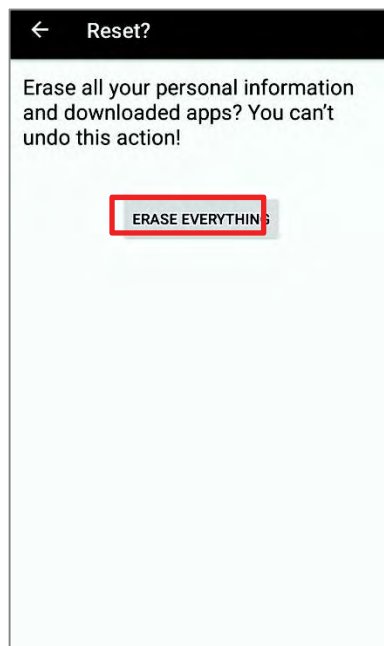 Reset?
Erase all your personal information
and downloaded apps? You can't
undo this action!
ERASE EVERYTHING